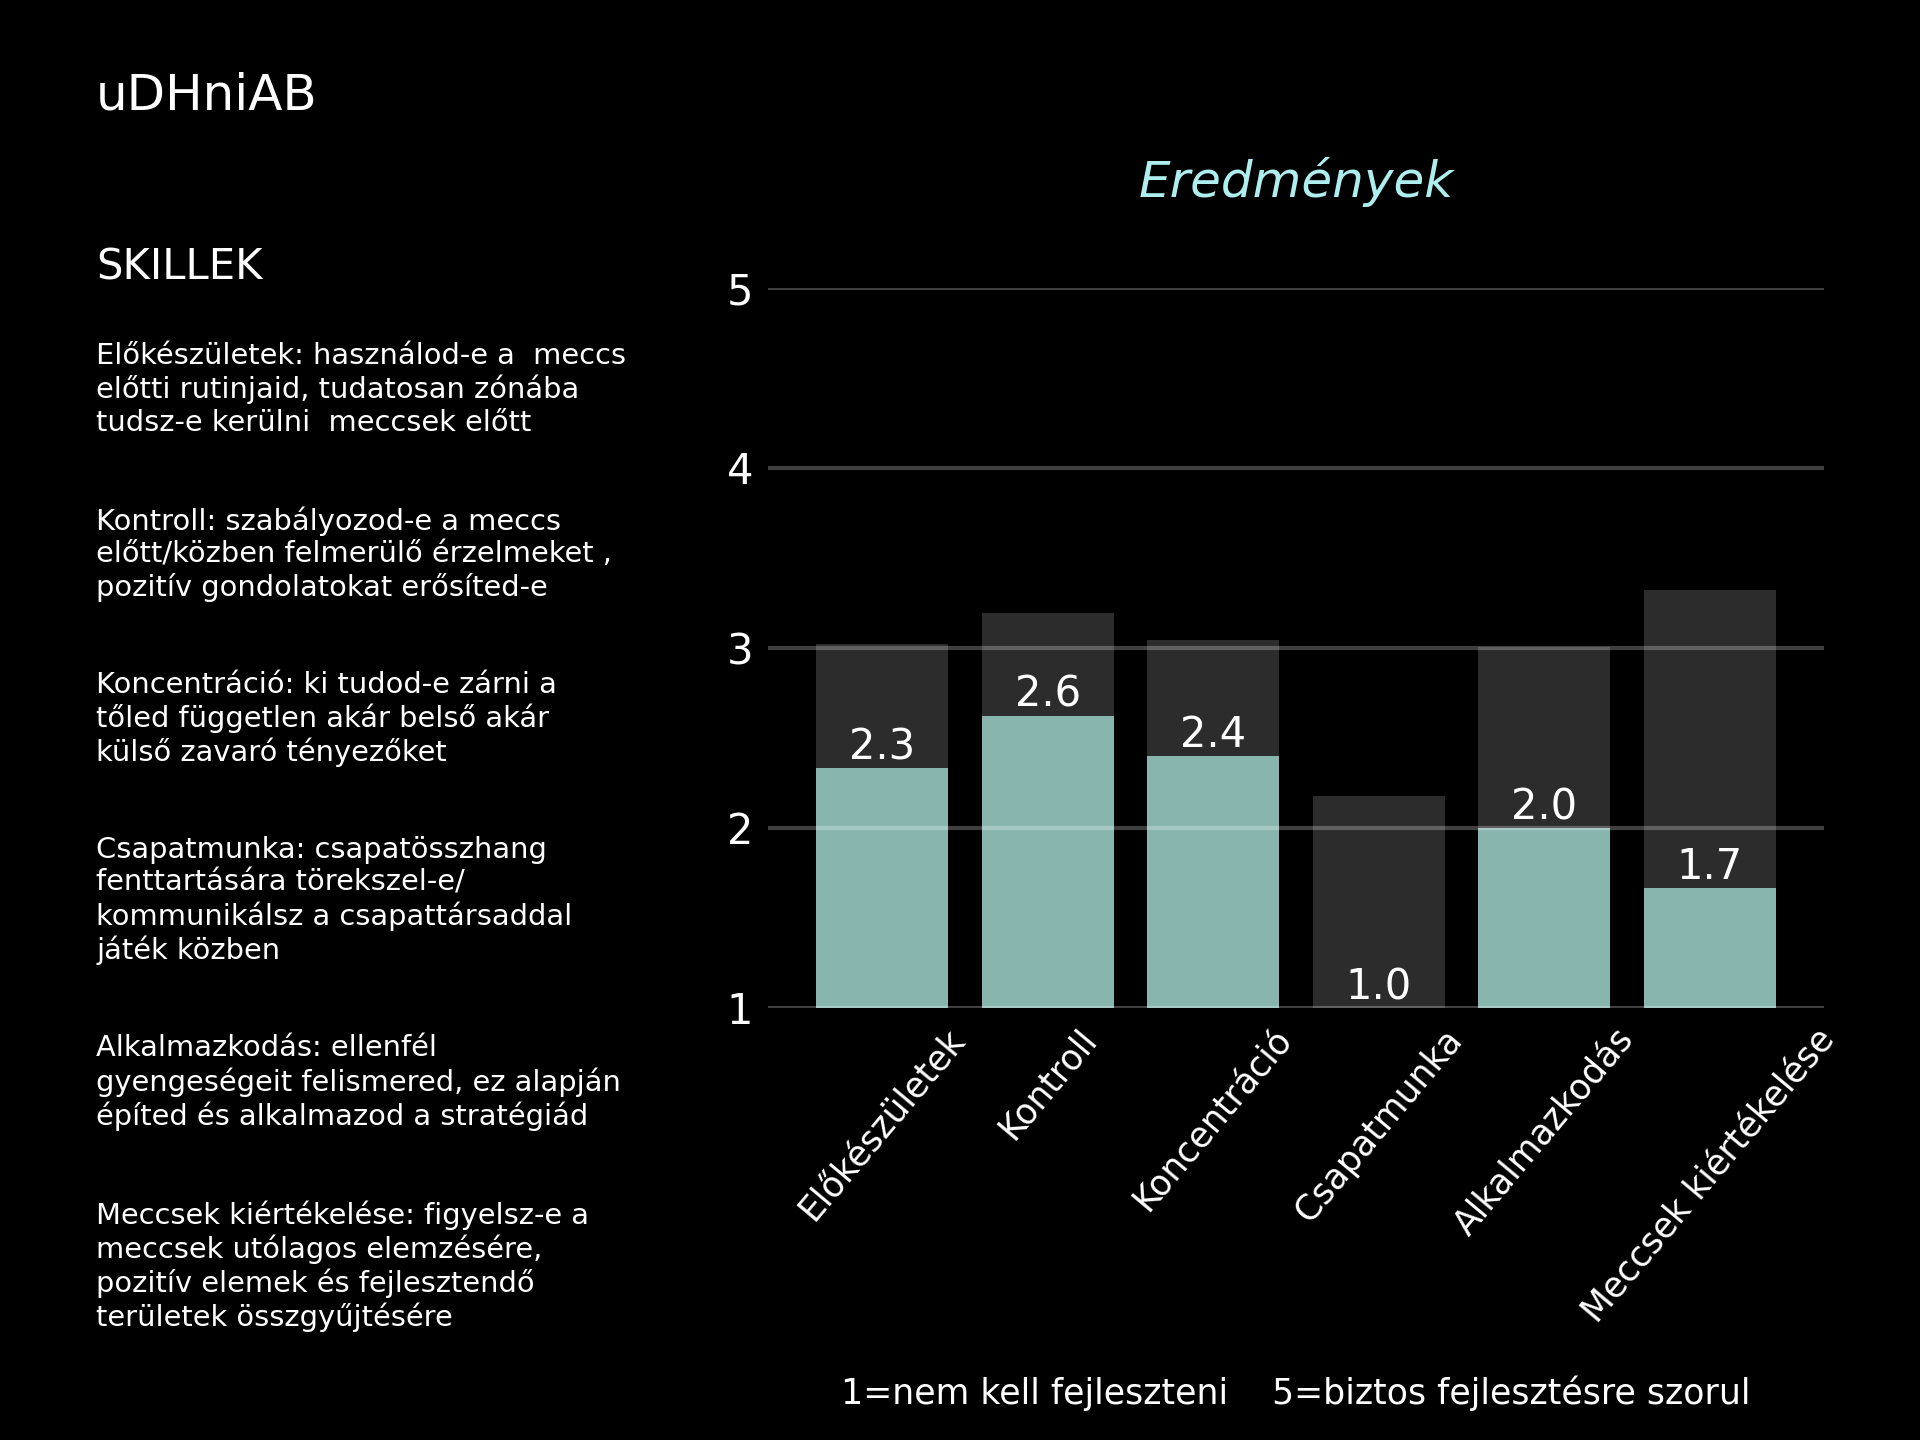 uDHniAB
SKILLEK
Előkészületek: használod-e a  meccs
előtti rutinjaid, tudatosan zónába
tudsz-e kerülni  meccsek előtt
Kontroll: szabályozod-e a meccs
előtt/közben felmerülő érzelmeket ,
pozitív gondolatokat erősíted-e
Koncentráció: ki tudod-e zárni a
tőled független akár belső akár
külső zavaró tényezőket
Csapatmunka: csapatösszhang
fenttartására törekszel-e/
kommunikálsz a csapattársaddal
játék közben
Alkalmazkodás: ellenfél
gyengeségeit felismered, ez alapján
építed és alkalmazod a stratégiád
Meccsek kiértékelése: figyelsz-e a
meccsek utólagos elemzésére,
pozitív elemek és fejlesztendő
területek összgyűjtésére
Eredmények
5
4
3
2
1
2.3
2.6
2.4
1.0
2.0
1.7
Előkészületek
Kontroll
Koncentráció
Csapatmunka
Alkalmazkodás
Meccsek kiértékelése
1=nem kell fejleszteni    5=biztos fejlesztésre szorul